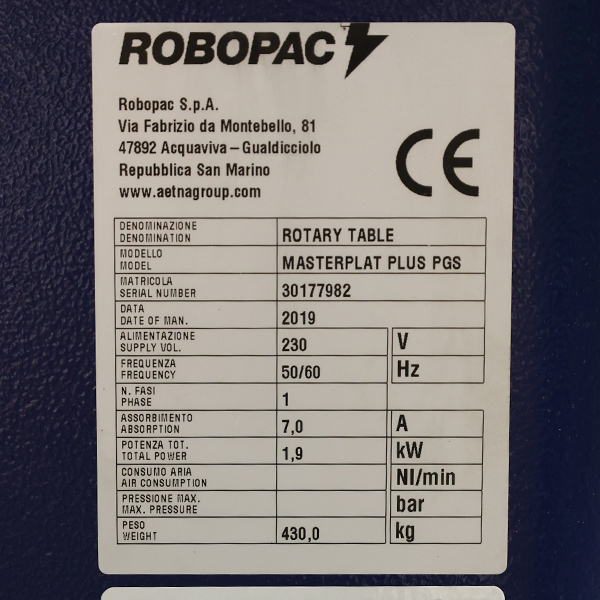 ROBOPAC
Robopac S.p.A.
Via Fabrizio da Montebello, 81
47892 Acquaviva – Gualdicciolo
Repubblica San Marino
www.aetnagroup.com
CE
DENOMINAZIONE
DENOMINATION
ROTARY TABLE
MODELLO
MODEL
MASTERPLAT PLUS PGS
MATRICOLA
SERIAL NUMBER
30177982
DATA
DATE OF MAN.
2019
ALIMENTAZIONE
SUPPLY VOL.
230 V
FREQUENZA
FREQUENCY
50/60 Hz
N. FASI
PHASE
1
ASSORBIMENTO
ABSORPTION
7,0 A
POTENZA TOT.
TOTAL POWER
1,9 kW
CONSUMO ARIA
AIR CONSUMPTION
Nl/min
PRESSIONE MAX.
MAX. PRESSURE
bar
PESO
WEIGHT
430,0 kg